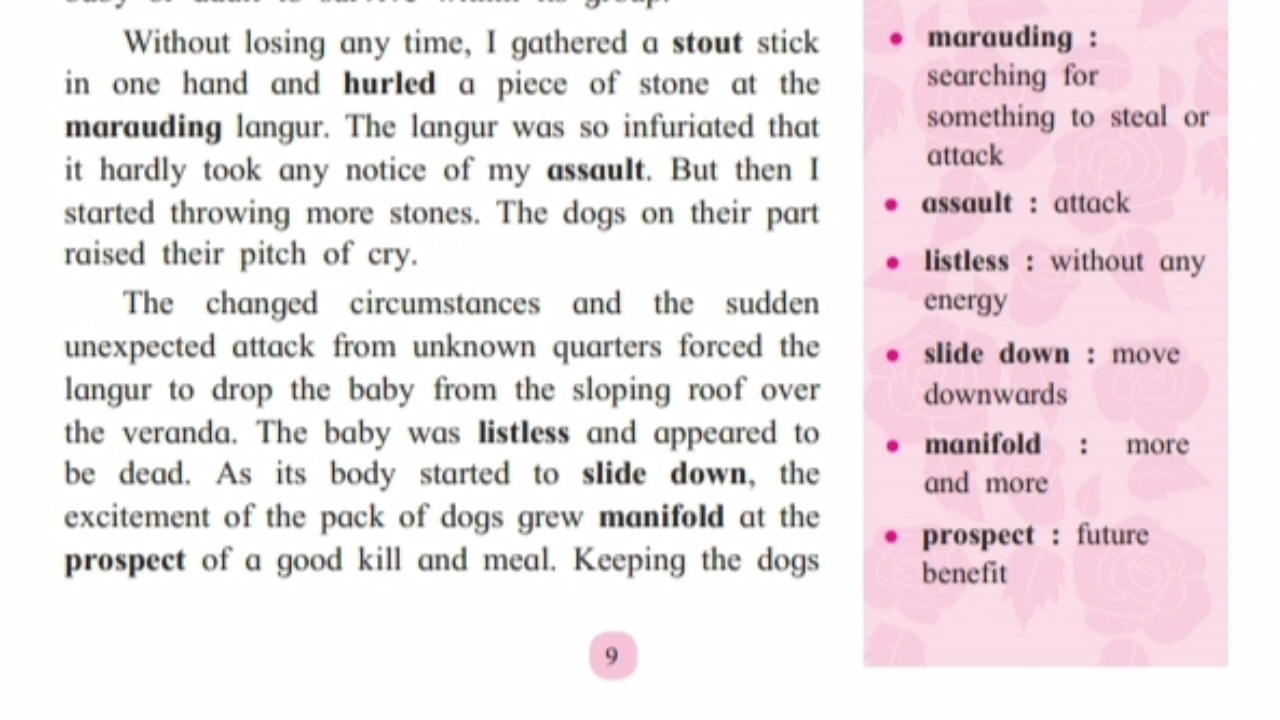 Without losing any time, I gathered a stout stick
in one hand and hurled a piece of stone at the
marauding langur. The langur was so infuriated that
it hardly took any notice of my assault. But then I
started throwing more stones. The dogs on their part
raised their pitch of cry.
The changed circumstances and the sudden
unexpected attack from unknown quarters forced the
langur to drop the baby from the sloping roof over
the veranda. The baby was listless and appeared to
be dead. As its body started to slide down, the
excitement of the pack of dogs grew manifold at the
prospect of a good kill and meal. Keeping the dogs
9
• marauding :
searching for
something to steal or
attack
• assault : attack
• listless : without any
energy
• slide down : move
downwards
• manifold : more
and more
• prospect : future
benefit